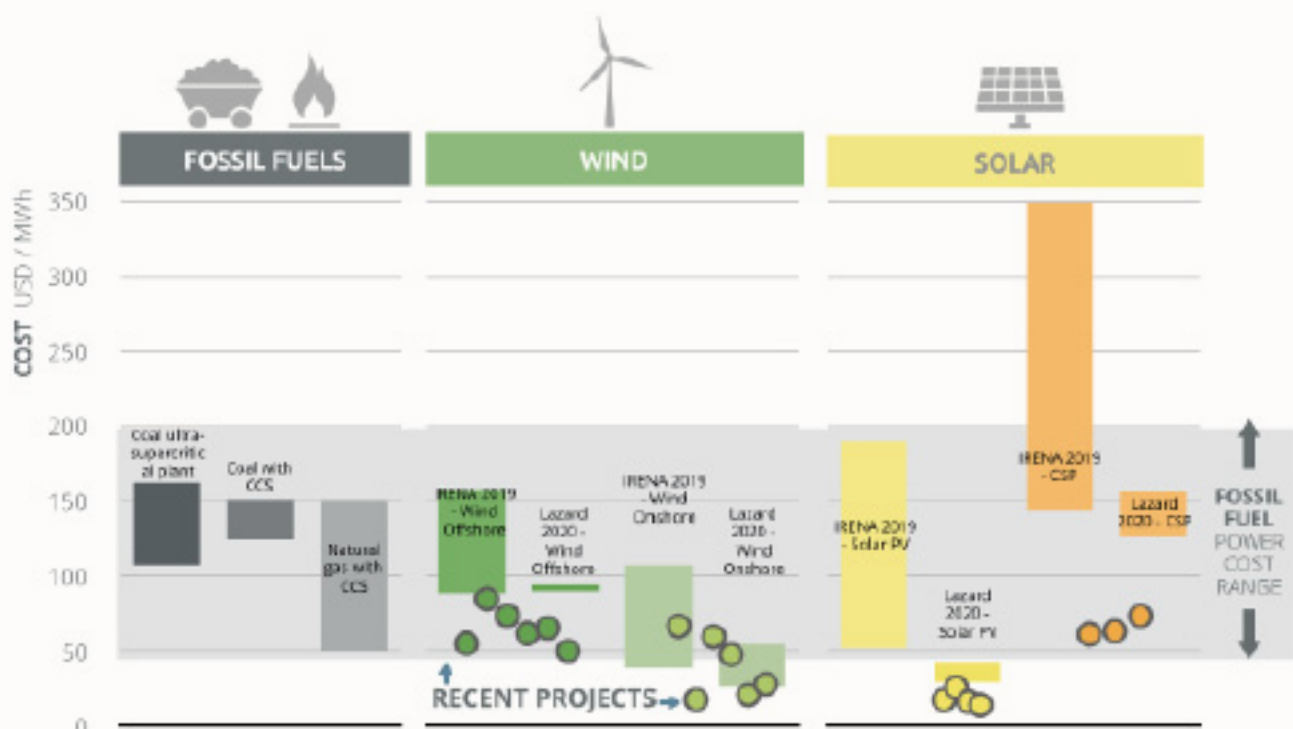 FOSSIL FUELS
WIND
SOLAR
COST USD / MWh
350
300
250
200
150
100
50
0
Coal ultra-
supercritic
al plant
Coal with
CCS
Natural
gas with
CCS
IRENA 2019
- Wind
Offshore
Lazard
2020 -
Wind
Offshore
IRENA 2019
- Wind
Onshore
Lazard
2020 -
Wind
Onshore
RECENT PROJECTS
IRENA 2019
- Solar PV
Lazard
2020 -
Solar PV
IRENA 2019
- CSP
Lazard
2020 - CSP
FOSSIL
FUEL
POWER
COST
RANGE